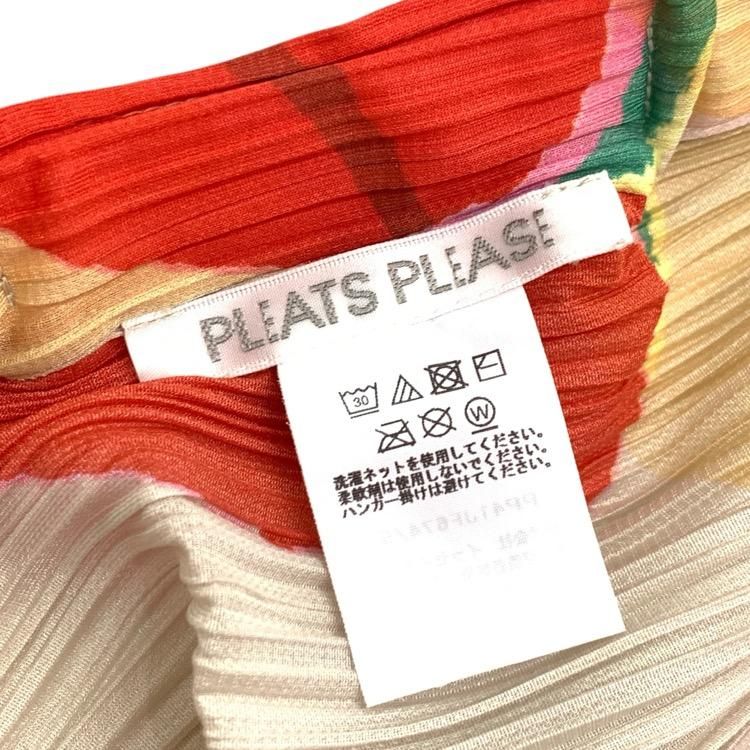 PLEATS PLEASE
30
W
洗濯ネットを使用してください。
柔軟剤は使用しないでください。
ハンガー掛けは避けてください。